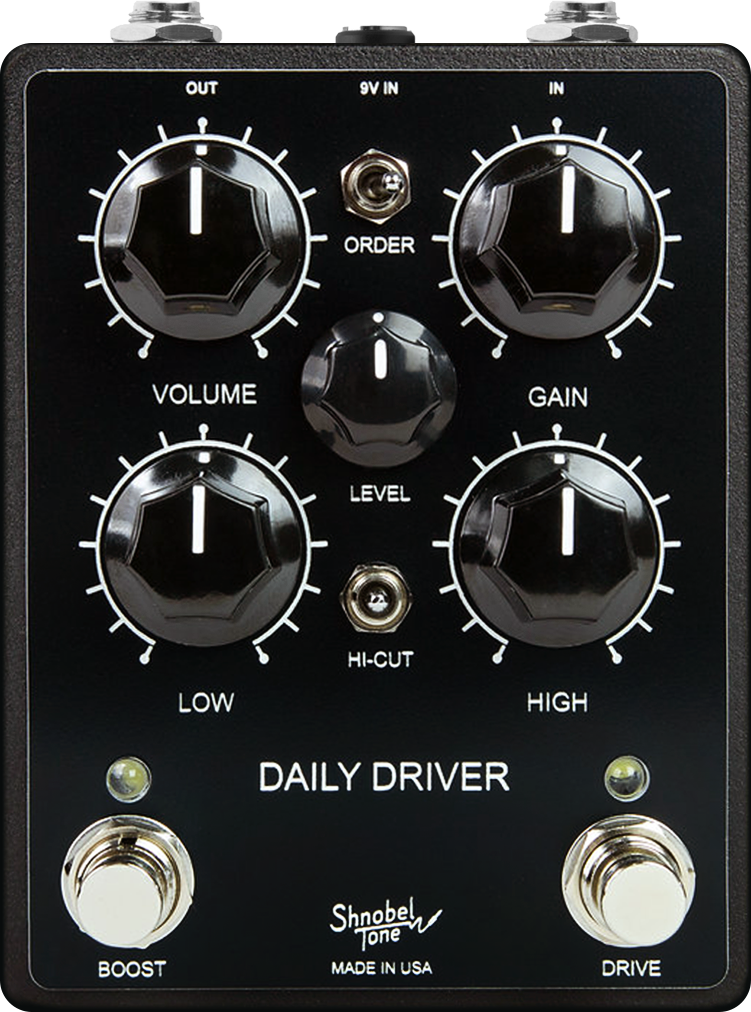 OUT
9V IN
IN
ORDER
VOLUME
GAIN
LEVEL
HI-CUT
LOW
HIGH
DAILY DRIVER
Shnobel
Tone
BOOST
MADE IN USA
DRIVE